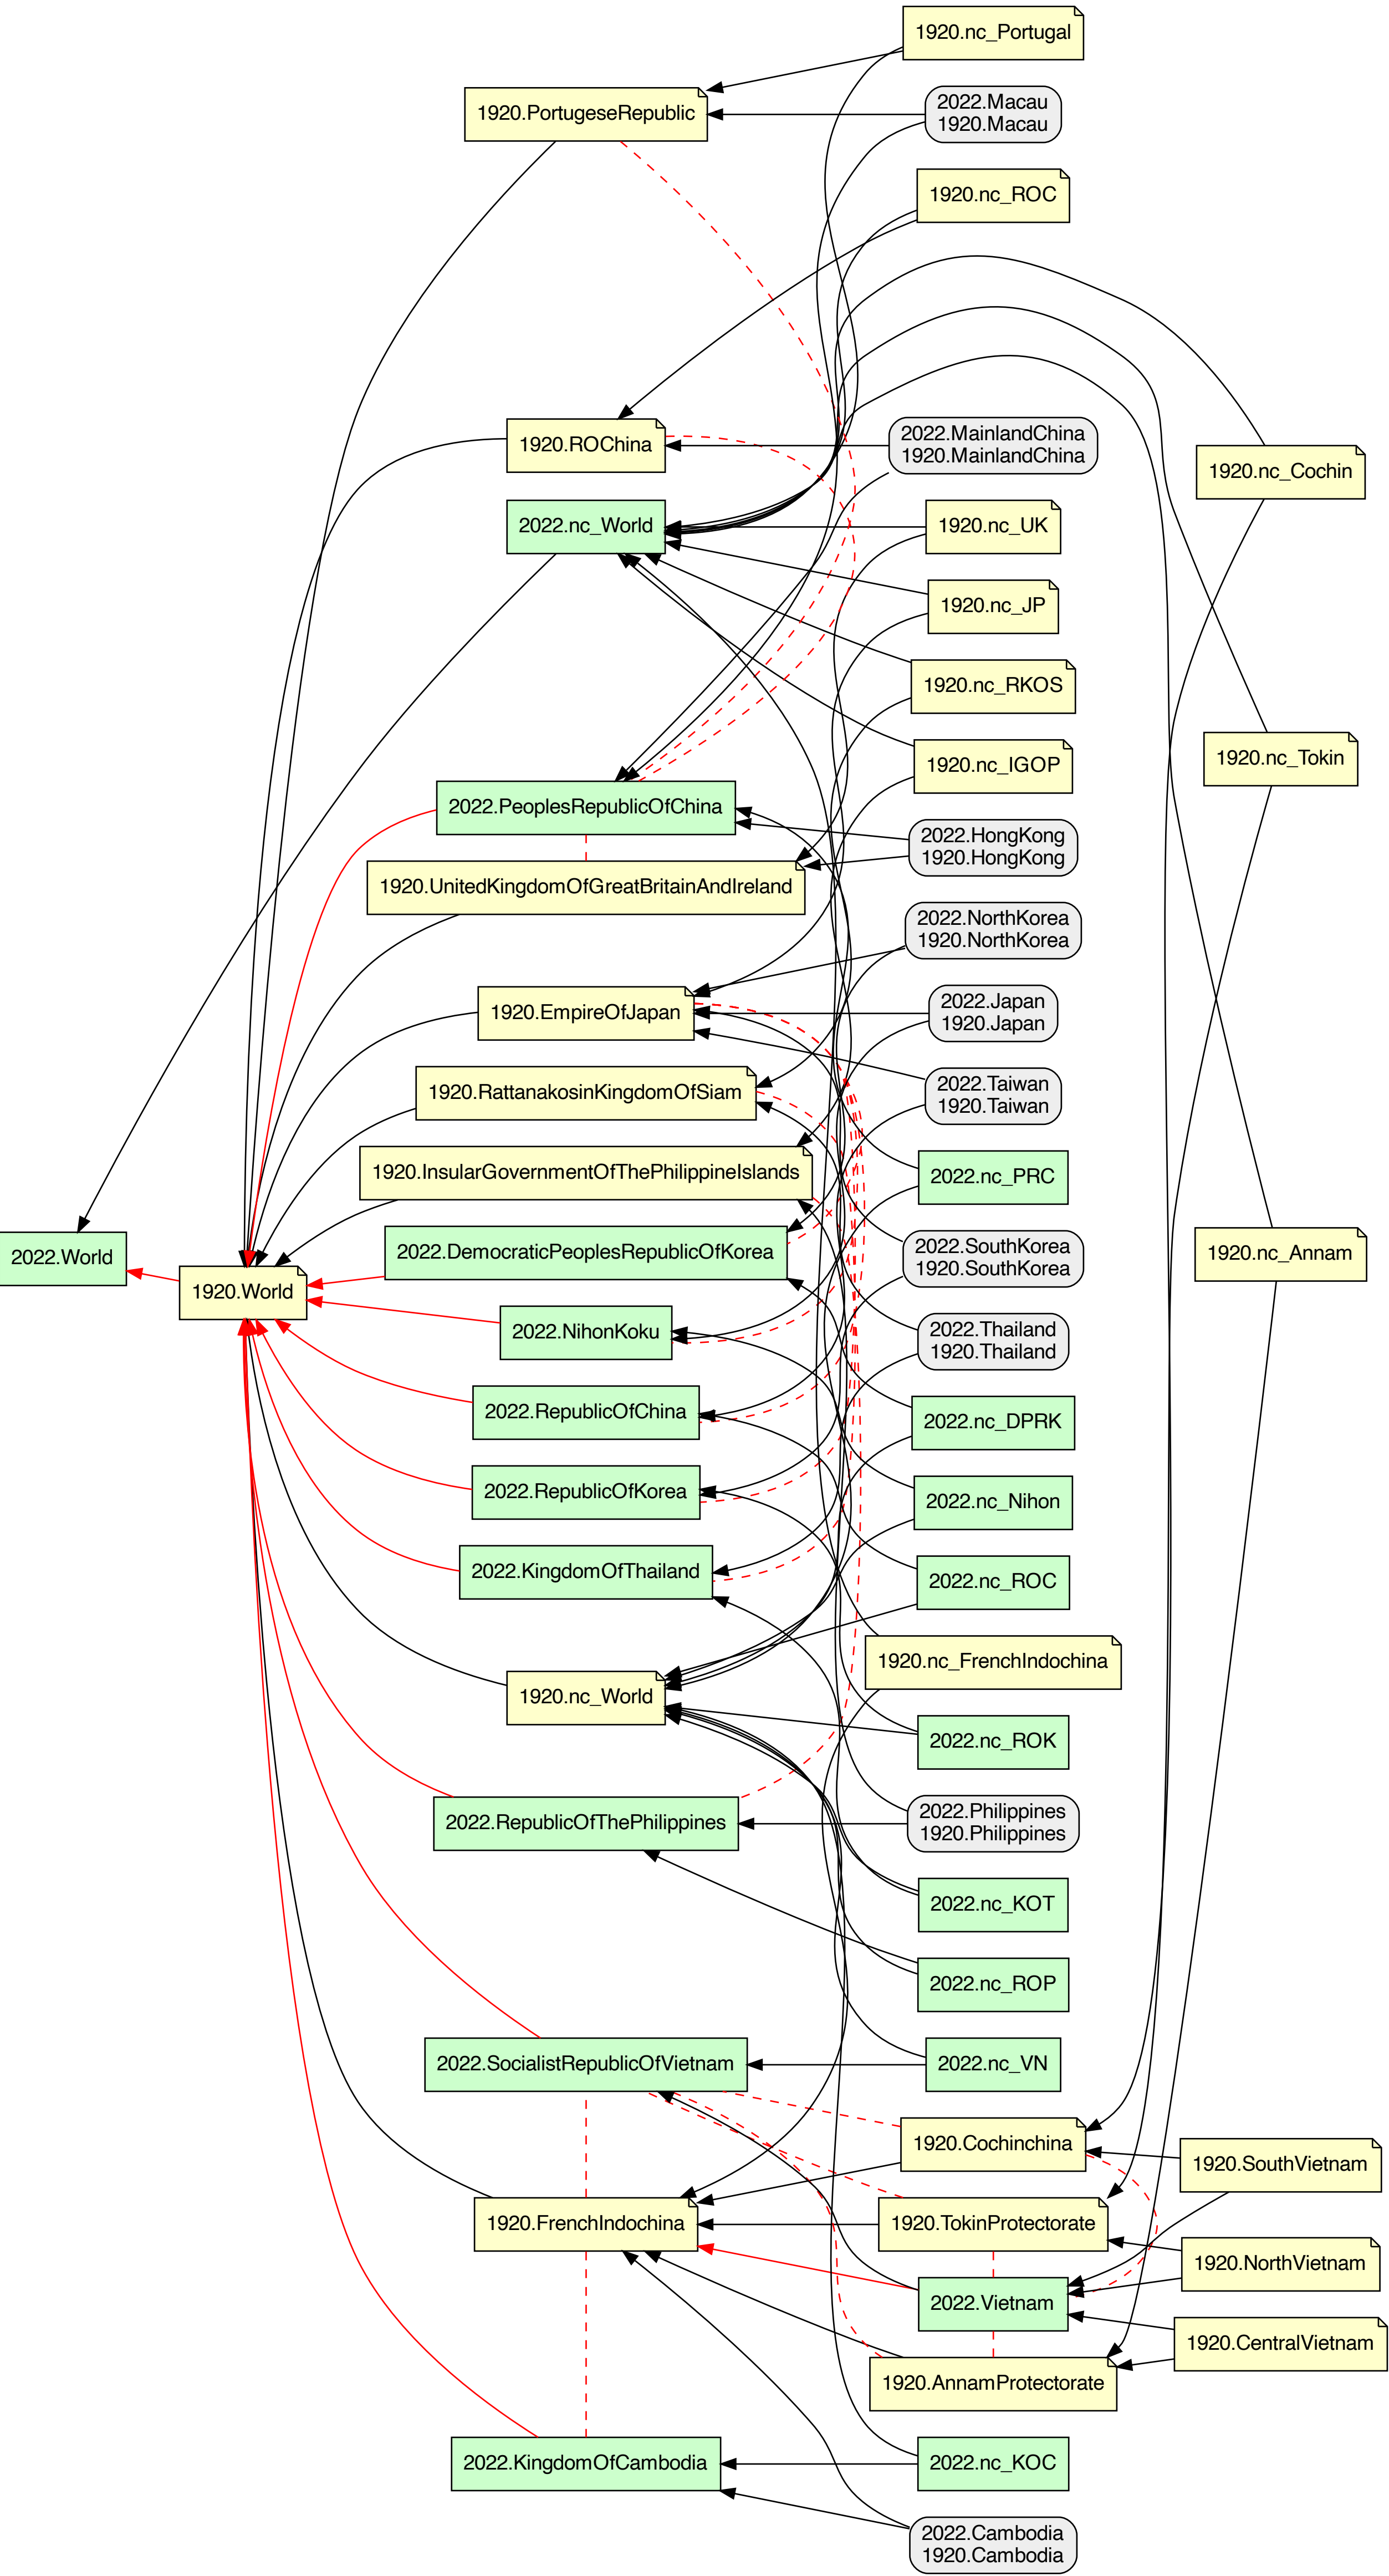 1920.nc_Portugal
2022.Macau
1920.Macau
1920.PortugeseRepublic
1920.nc_ROC
2022.MainlandChina
1920.MainlandChina
1920.ROChina
1920.nc_Cochin
2022.nc_World
1920.nc_UK
1920.nc_JP
1920.nc_RKOS
1920.nc_Tokin
1920.nc_IGOP
2022.PeoplesRepublicOfChina
2022.HongKong
1920.HongKong
1920.UnitedKingdomOfGreatBritainAndIreland
2022.NorthKorea
1920.NorthKorea
1920.EmpireOfJapan
2022.Japan
1920.Japan
1920.RattanakosinKingdomOfSiam
2022.Taiwan
1920.Taiwan
1920.InsularGovernmentOfThePhilippineIslands
2022.nc_PRC
2022.World
2022.DemocraticPeoplesRepublicOfKorea
2022.SouthKorea
1920.SouthKorea
1920.nc_Annam
1920.World
2022.NihonKoku
2022.Thailand
1920.Thailand
2022.RepublicOfChina
2022.nc_DPRK
2022.RepublicOfKorea
2022.nc_Nihon
2022.KingdomOfThailand
2022.nc_ROC
1920.nc_FrenchIndochina
1920.nc_World
2022.nc_ROK
2022.RepublicOfThePhilippines
2022.Philippines
1920.Philippines
2022.nc_KOT
2022.nc_ROP
2022.SocialistRepublicOfVietnam
2022.nc_VN
1920.Cochinchina
1920.SouthVietnam
1920.FrenchIndochina
1920.TokinProtectorate
1920.NorthVietnam
2022.Vietnam
1920.CentralVietnam
1920.AnnamProtectorate
2022.KingdomOfCambodia
2022.nc_KOC
2022.Cambodia
1920.Cambodia